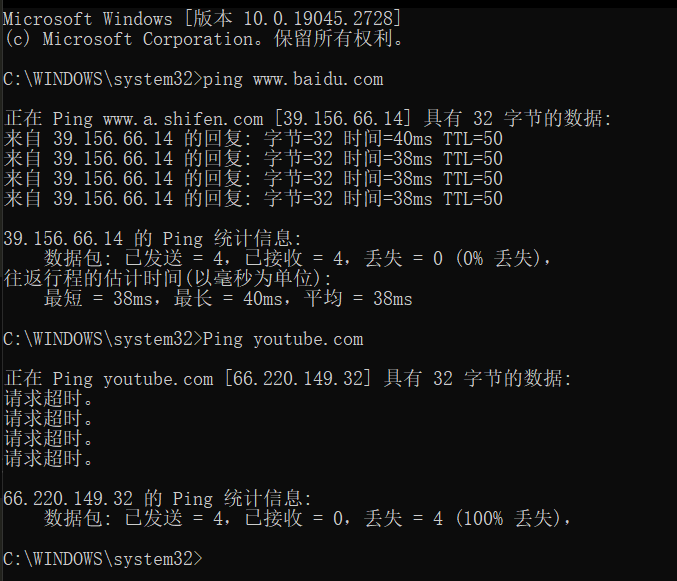 Microsoft Windows [版本 10.0.19045.2728]
(c) Microsoft Corporation。保留所有权利。
C:\WINDOWS\system32>ping www.baidu.com
正在 Ping www.a.shifen.com [39.156.66.14] 具有 32 字节的数据:
来自 39.156.66.14 的回复: 字节=32 时间=40ms TTL=50
来自 39.156.66.14 的回复: 字节=32 时间=38ms TTL=50
来自 39.156.66.14 的回复: 字节=32 时间=38ms TTL=50
来自 39.156.66.14 的回复: 字节=32 时间=38ms TTL=50
39.156.66.14 的 Ping 统计信息:
数据包: 已发送 = 4，已接收 = 4，丢失 = 0 (0% 丢失)，
往返行程的估计时间(以毫秒为单位):
最短 = 38ms，最长 = 40ms，平均 = 38ms
C:\WINDOWS\system32>Ping youtube.com
正在 Ping youtube.com [66.220.149.32] 具有 32 字节的数据:
请求超时。
请求超时。
请求超时。
请求超时。
66.220.149.32 的 Ping 统计信息:
数据包: 已发送 = 4，已接收 = 0，丢失 = 4 (100% 丢失)，
C:\WINDOWS\system32>